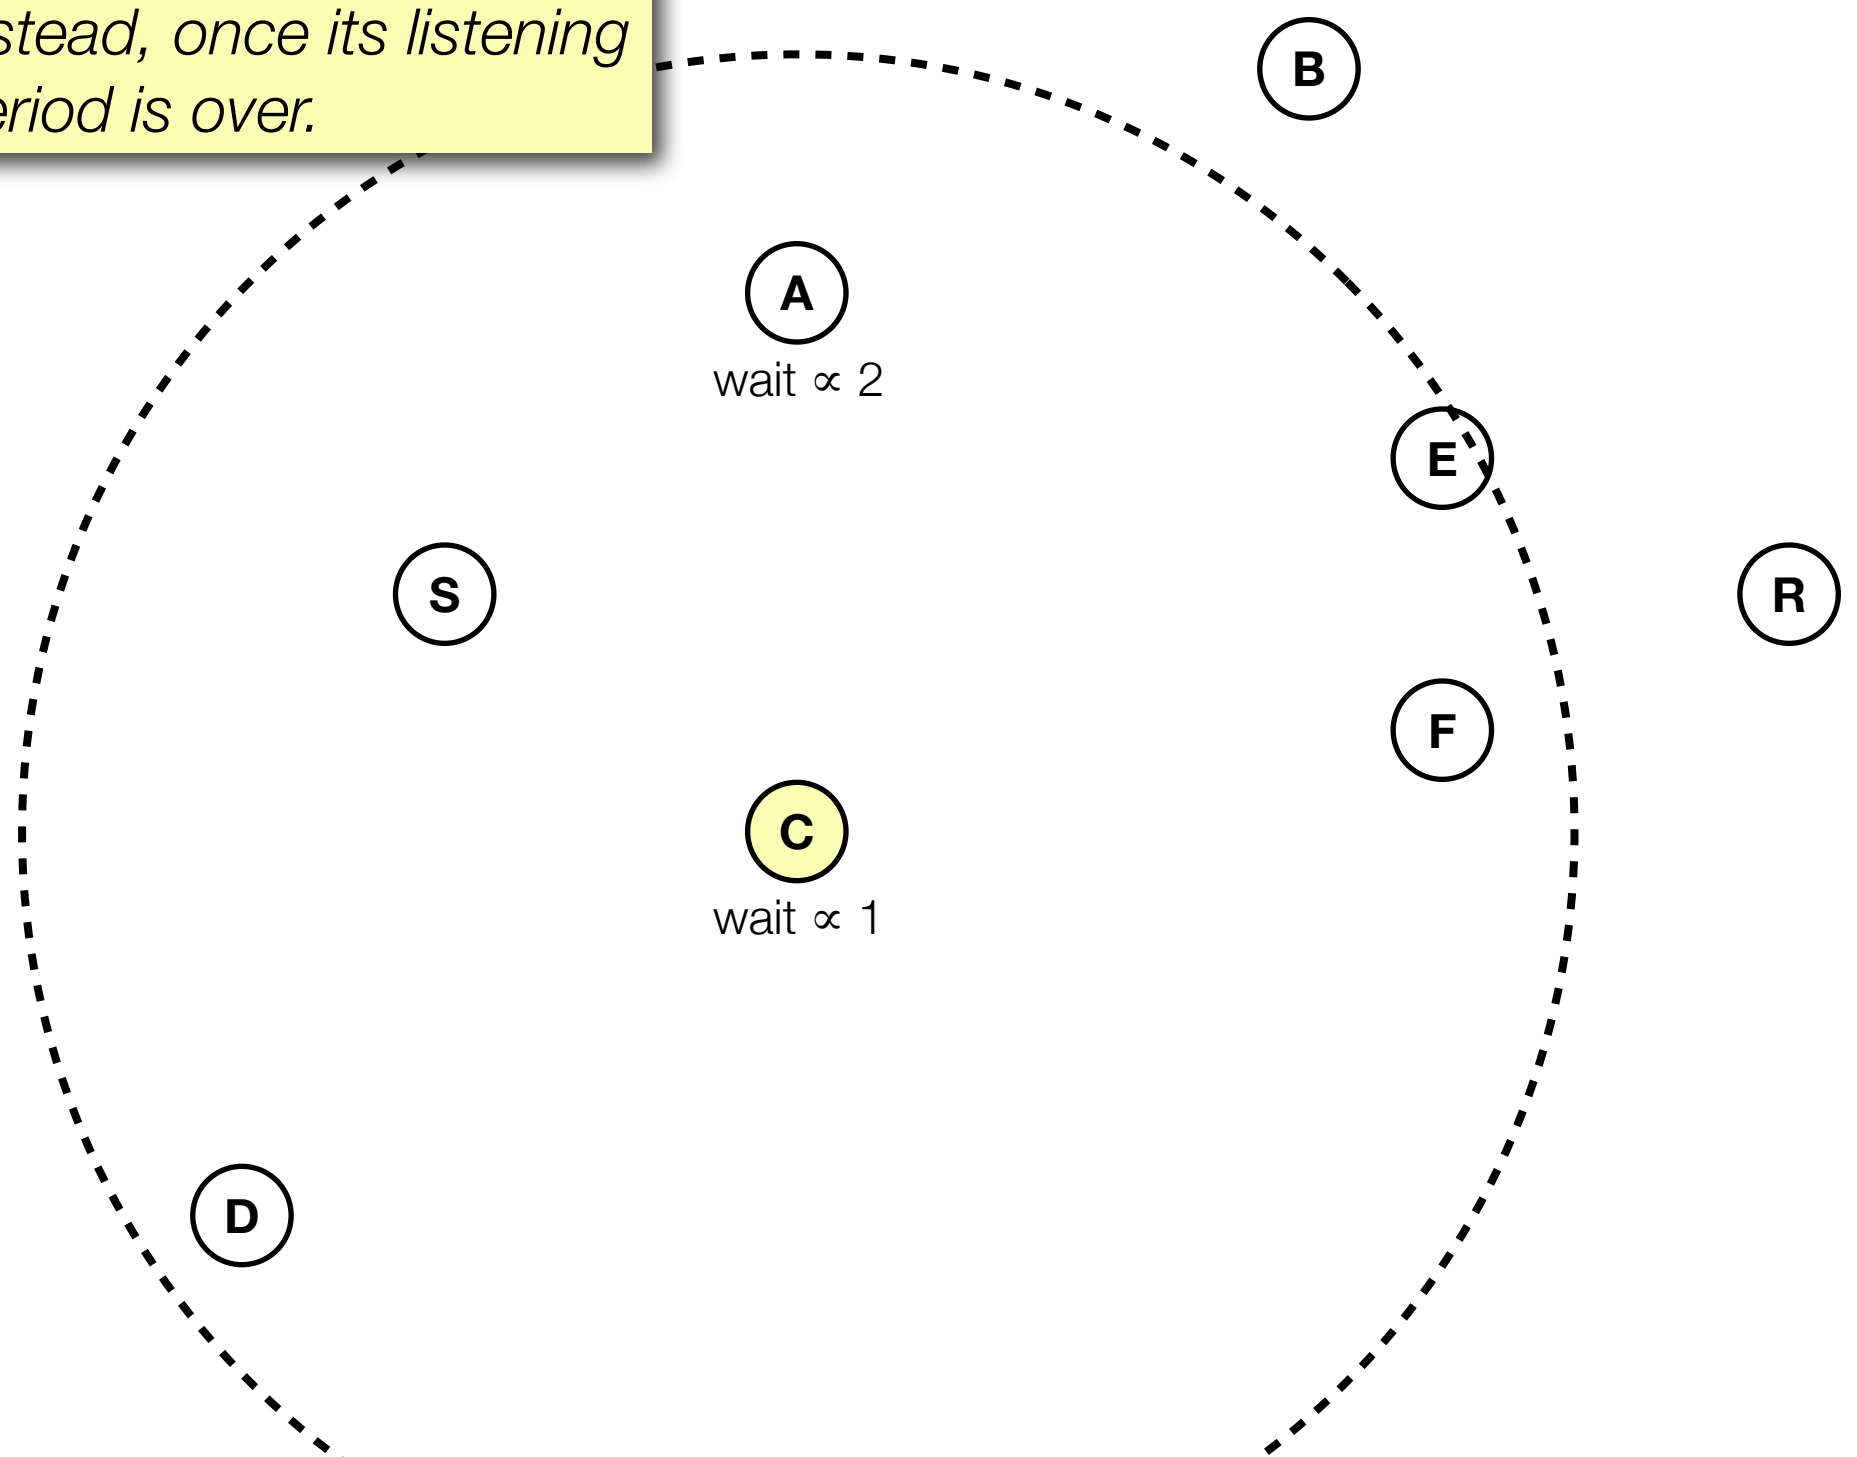 stead, once its listening
eriod is over.
B
A
wait ∝ 2
E
S
R
F
C
wait ∝ 1
D